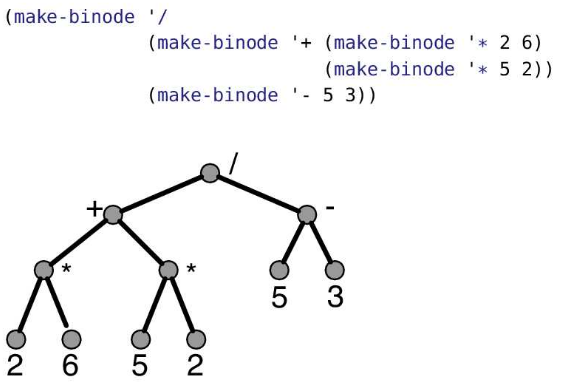 (make-binode '/
(make-binode '+ (make-binode '* 2 6)
(make-binode '* 5 2))
(make-binode '- 5 3))
/
+ -
* *
5 3
2 6 5 2